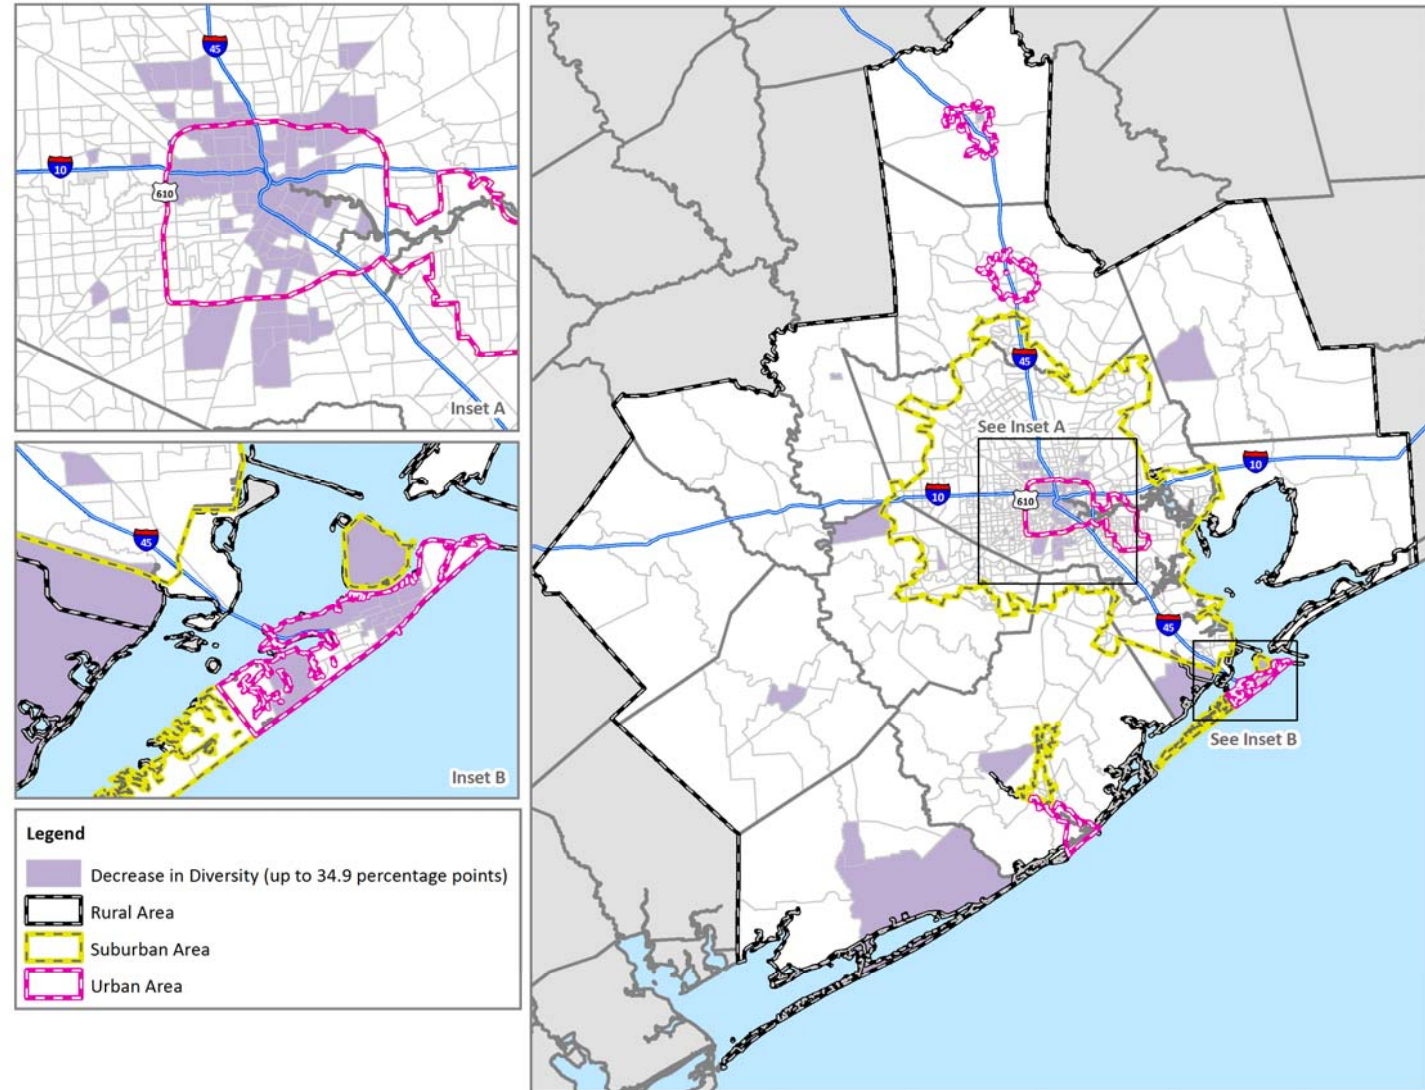 45
10
610
Inset A
45
Inset B
Legend
Decrease in Diversity (up to 34.9 percentage points)
Rural Area
Suburban Area
Urban Area
45
See Inset A
10
10
610
45
See Inset B